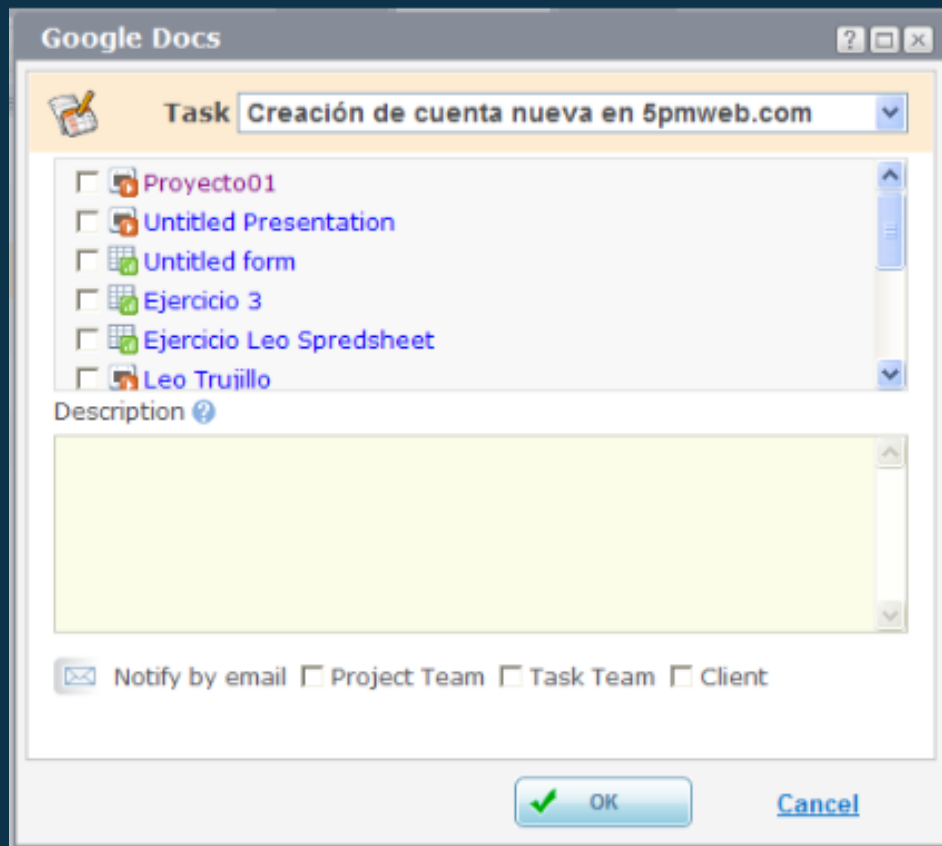 Google Docs
Task Creación de cuenta nueva en 5pmweb.com
Proyecto01
Untitled Presentation
Untitled form
Ejercicio 3
Ejercicio Leo Spredsheet
Leo Trujillo
Description
Notify by email Project Team Task Team Client
OK Cancel